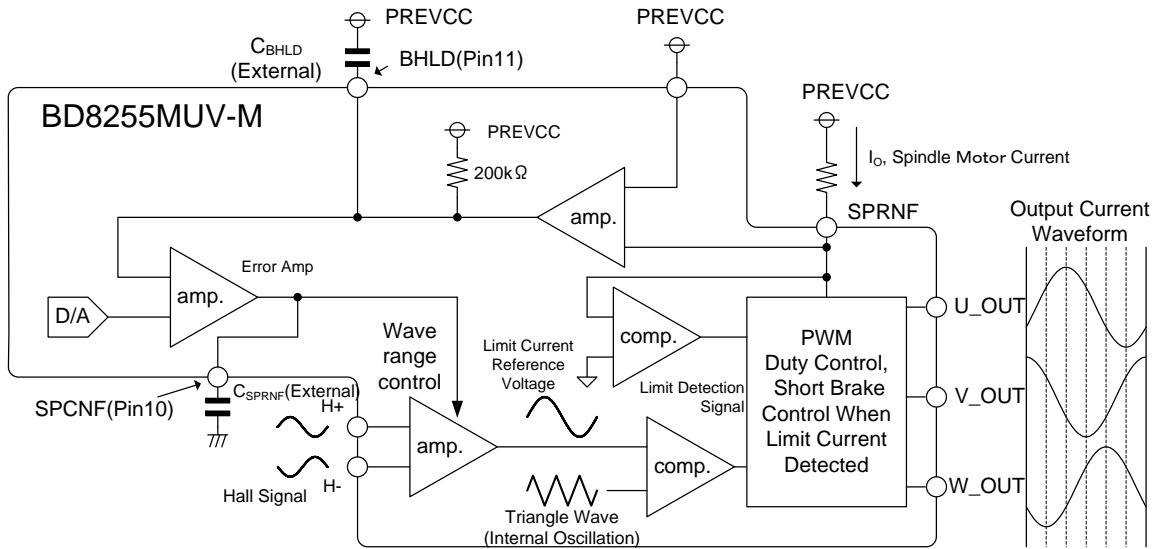 PREVCC
C_BHLD
(External)
BHLD(Pin11)
PREVCC
BD8255MUV-M
PREVCC
200kΩ
amp.
PREVCC
I_O, Spindle Motor Current
SPRNF
Output Current
Waveform
Error Amp
amp.
D/A
SPCNF(Pin10)
C_SPRNF(External)
Wave
range
control
H+
H-
Hall Signal
amp.
Limit Current
Reference
Voltage
comp.
Limit Detection
Signal
comp.
Triangle Wave
(Internal Oscillation)
PWM
Duty Control,
Short Brake
Control When
Limit Current
Detected
U_OUT
V_OUT
W_OUT